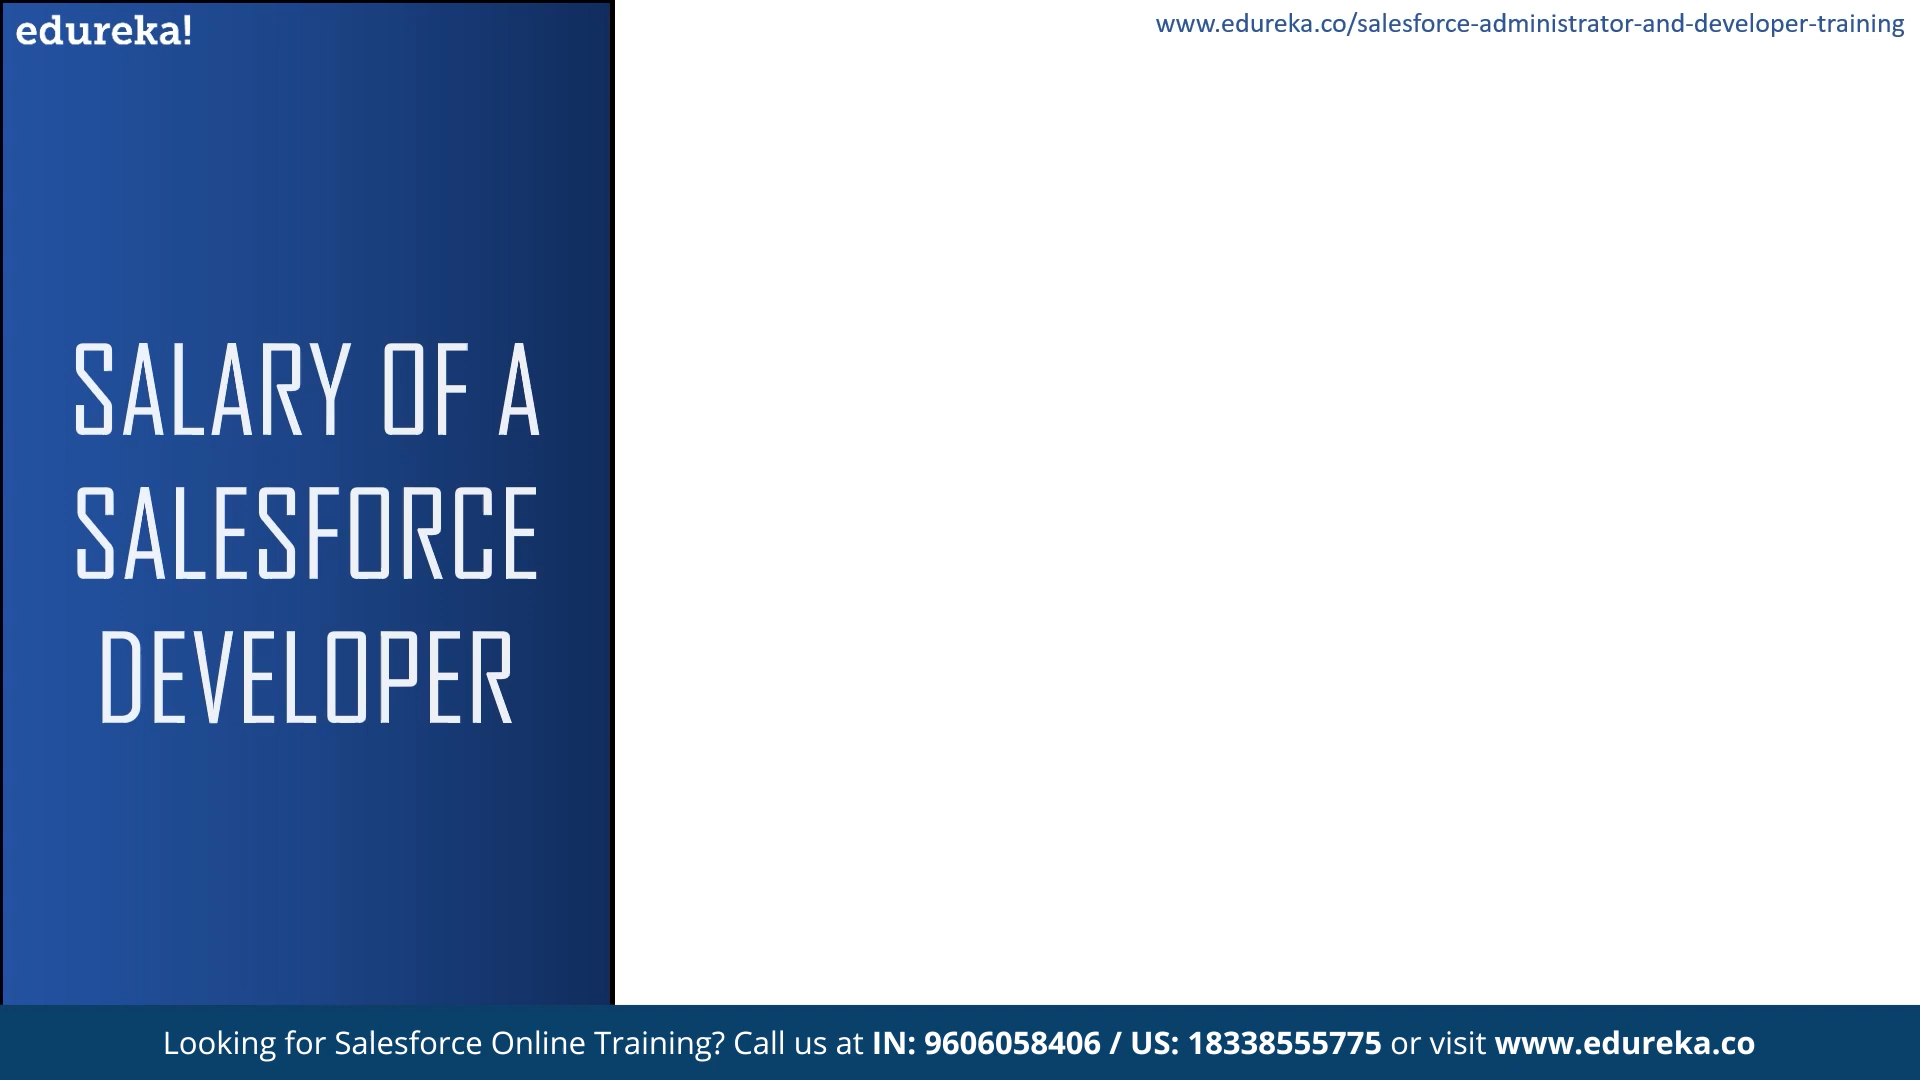 edureka!
www.edureka.co/salesforce-administrator-and-developer-training
SALARY OF A
SALESFORCE
DEVELOPER
Looking for Salesforce Online Training? Call us at IN: 9606058406 / US: 18338555775 or visit www.edureka.co